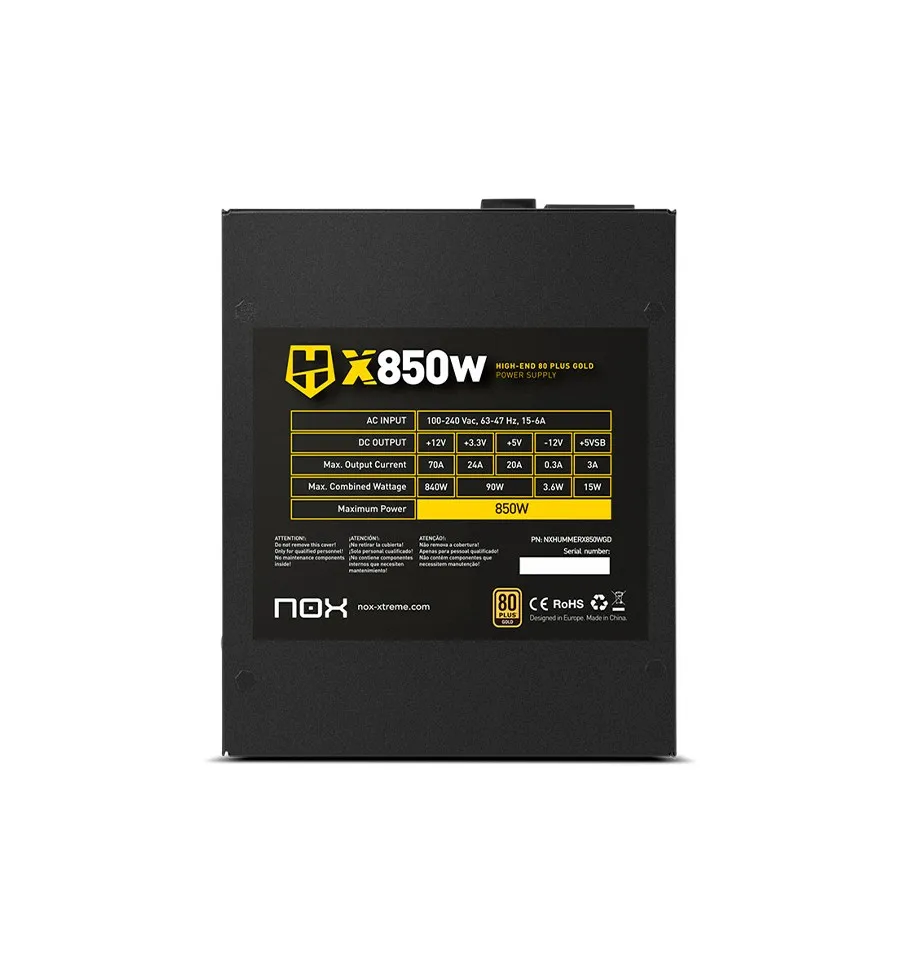 X850W
HIGH-END 80 PLUS GOLD
POWER SUPPLY
AC INPUT 100-240 Vac, 63-47 Hz, 15-6A
DC OUTPUT +12V +3.3V +5V -12V +5VSB
Max. Output Current 70A 24A 20A 0.3A 3A
Max. Combined Wattage 840W 90W 3.6W 15W
Maximum Power 850W
ATTENTION!:
Do not remove this cover!
Only for qualified personnel!
No maintenance components
inside!
¡ATENCIÓN!:
¡No retirar la cubierta!
¡Solo personal cualificado!
¡No contiene componentes
internos que necesiten
mantenimiento!
ATENÇÃO!:
Não remova a cobertura!
Apenas para pessoal qualificado!
Não contém componentes que
necessitem manutenção!
PN: NXHUMMERX850WGD
Serial number:
nox
nox-xtreme.com
80
PLUS
GOLD
CE RoHS
Designed in Europe. Made in China.